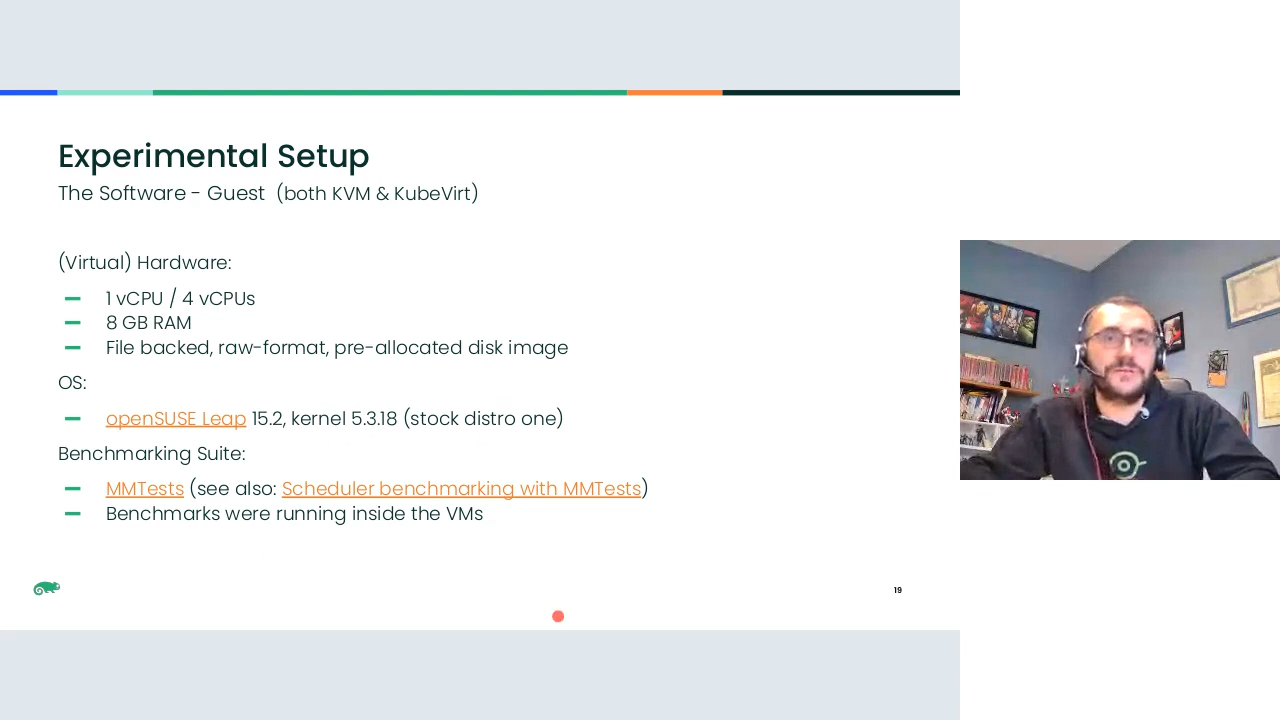 Experimental Setup
The Software - Guest (both KVM & KubeVirt)
(Virtual) Hardware:
1 vCPU / 4 vCPUs
8 GB RAM
File backed, raw-format, pre-allocated disk image
OS:
openSUSE Leap 15.2, kernel 5.3.18 (stock distro one)
Benchmarking Suite:
MMTests (see also: Scheduler benchmarking with MMTests)
Benchmarks were running inside the VMs
19